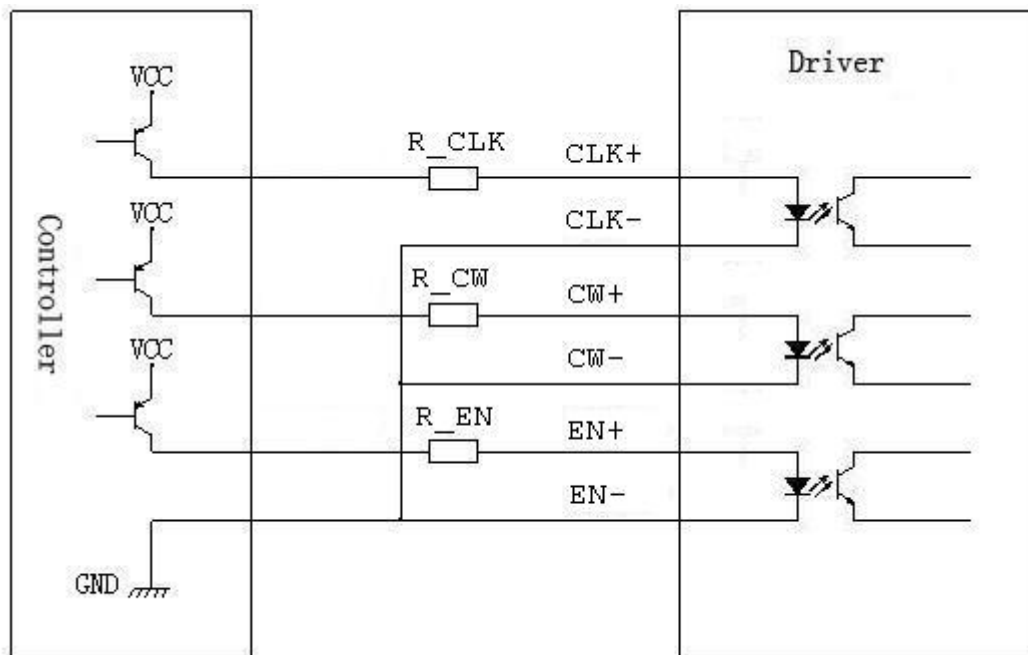 Driver
VCC
R_CLK
CLK+
VCC
CLK-
Controller
R_CW
CW+
VCC
CW-
R_EN
EN+
EN-
GND